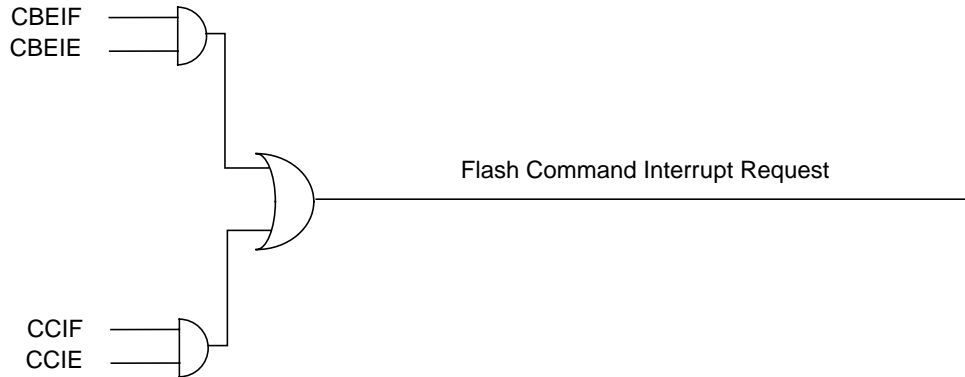 CBEIF
CBEIE
Flash Command Interrupt Request
CCIF
CCIE